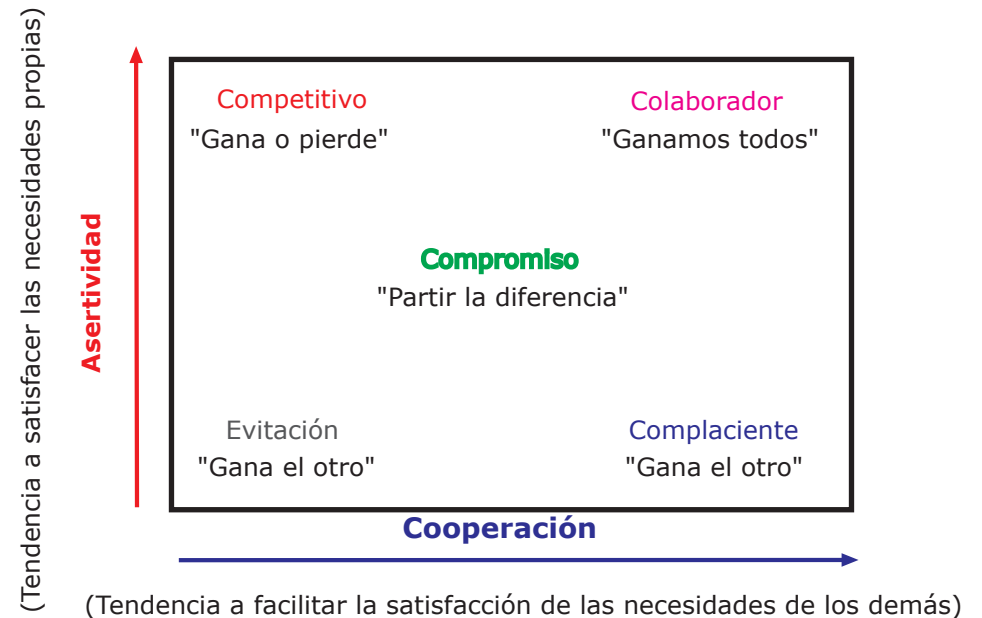 (Tendencia a satisfacer las necesidades propias)
Asertividad
Competitivo
"Gana o pierde"
Colaborador
"Ganamos todos"
Compromiso
"Partir la diferencia"
Evitación
"Gana el otro"
Complaciente
"Gana el otro"
Cooperación
(Tendencia a facilitar la satisfacción de las necesidades de los demás)